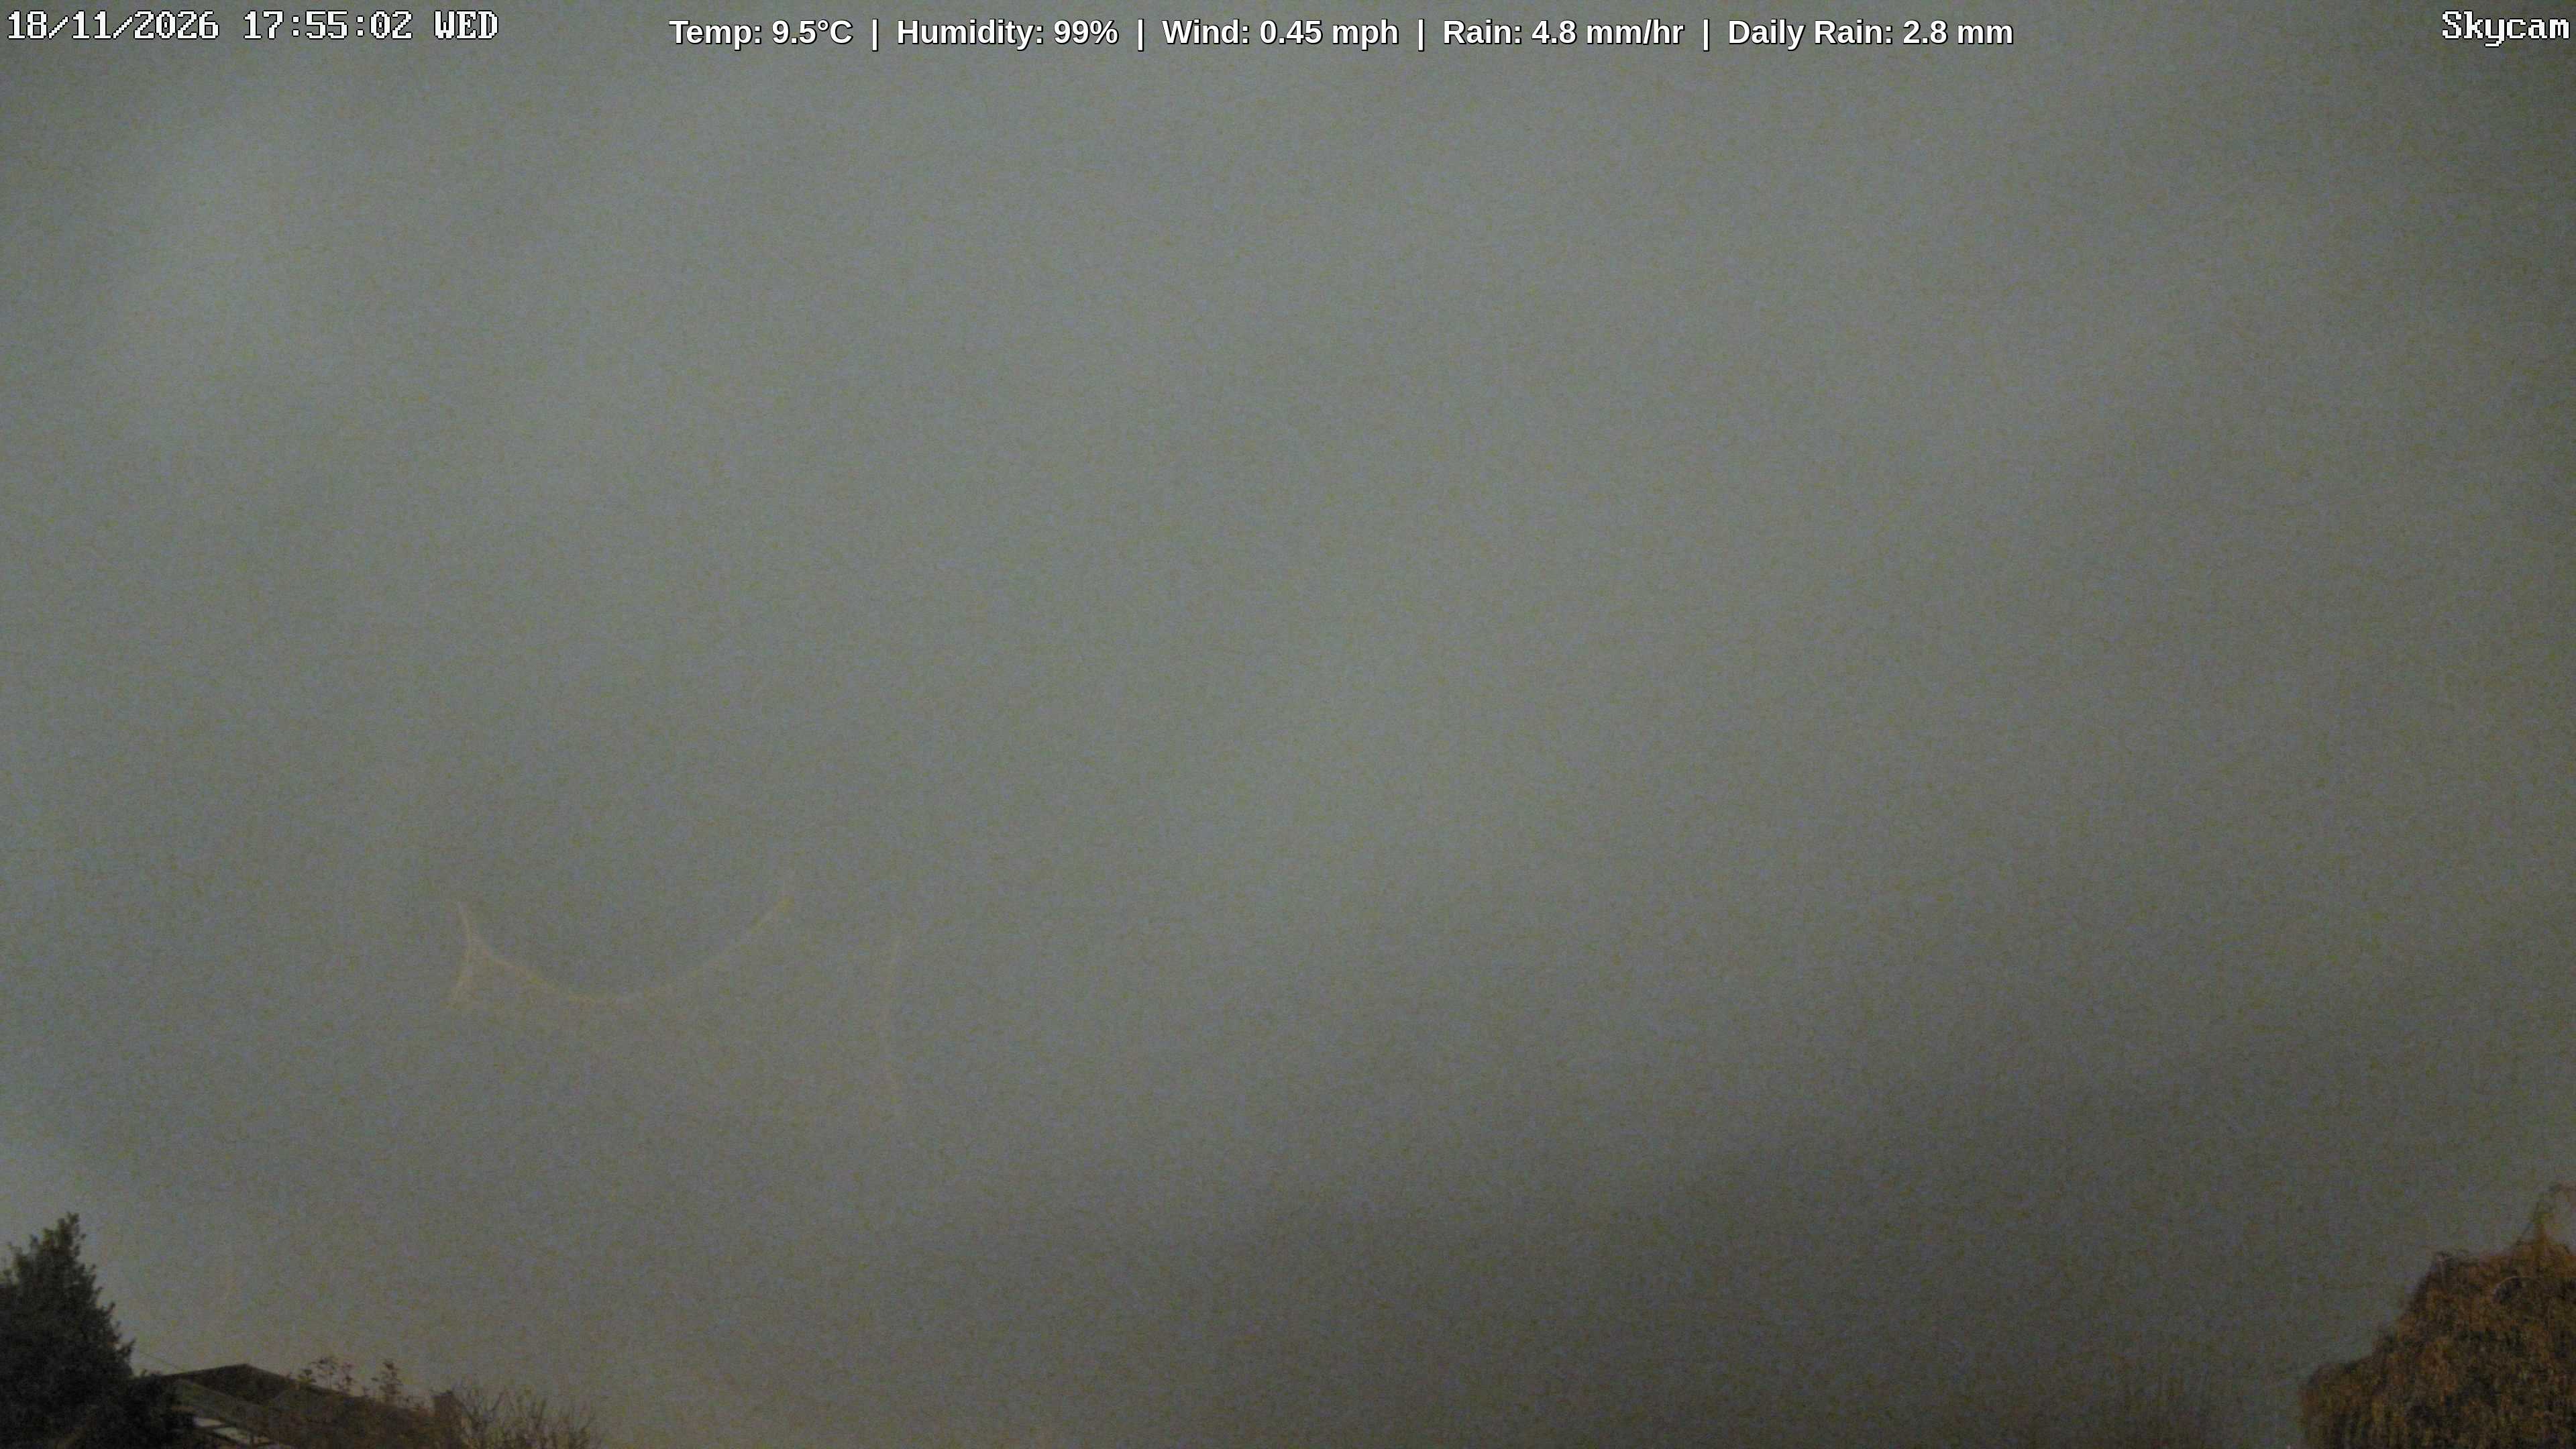 18/11/2026 17:55:02 WED
Temp: 9.5°C | Humidity: 99% | Wind: 0.45 mph | Rain: 4.8 mm/hr | Daily Rain: 2.8 mm
Skycam